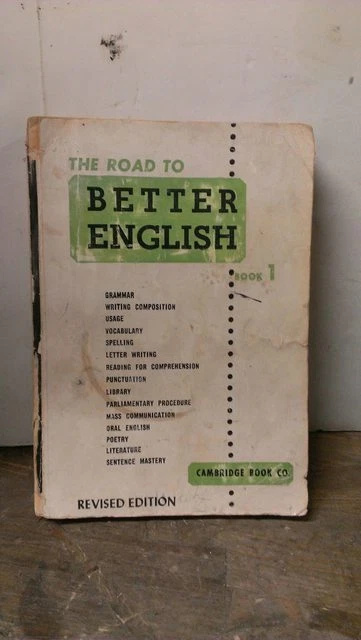 THE ROAD TO
BETTER
ENGLISH
BOOK 1
GRAMMAR
WRITING COMPOSITION
USAGE
VOCABULARY
SPELLING
LETTER WRITING
READING FOR COMPREHENSION
PUNCTUATION
LIBRARY
PARLIAMENTARY PROCEDURE
MASS COMMUNICATION
ORAL ENGLISH
POETRY
LITERATURE
SENTENCE MASTERY
CAMBRIDGE BOOK CO.
REVISED EDITION